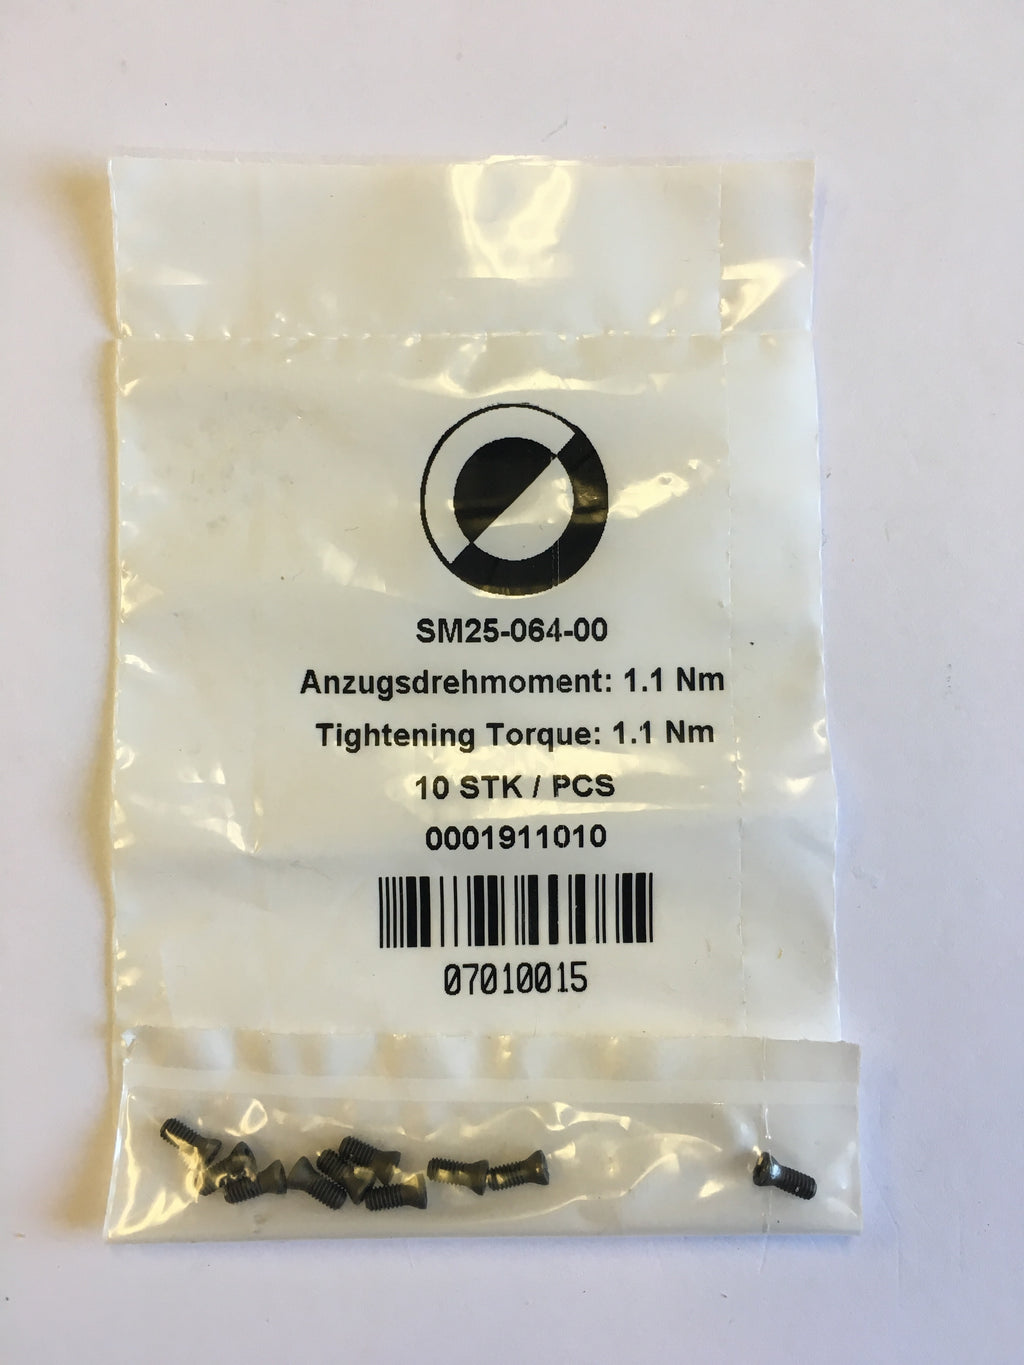 SM25-064-00
Anzugsdrehmoment: 1.1 Nm
Tightening Torque: 1.1 Nm
10 STK / PCS
0001911010
07010015